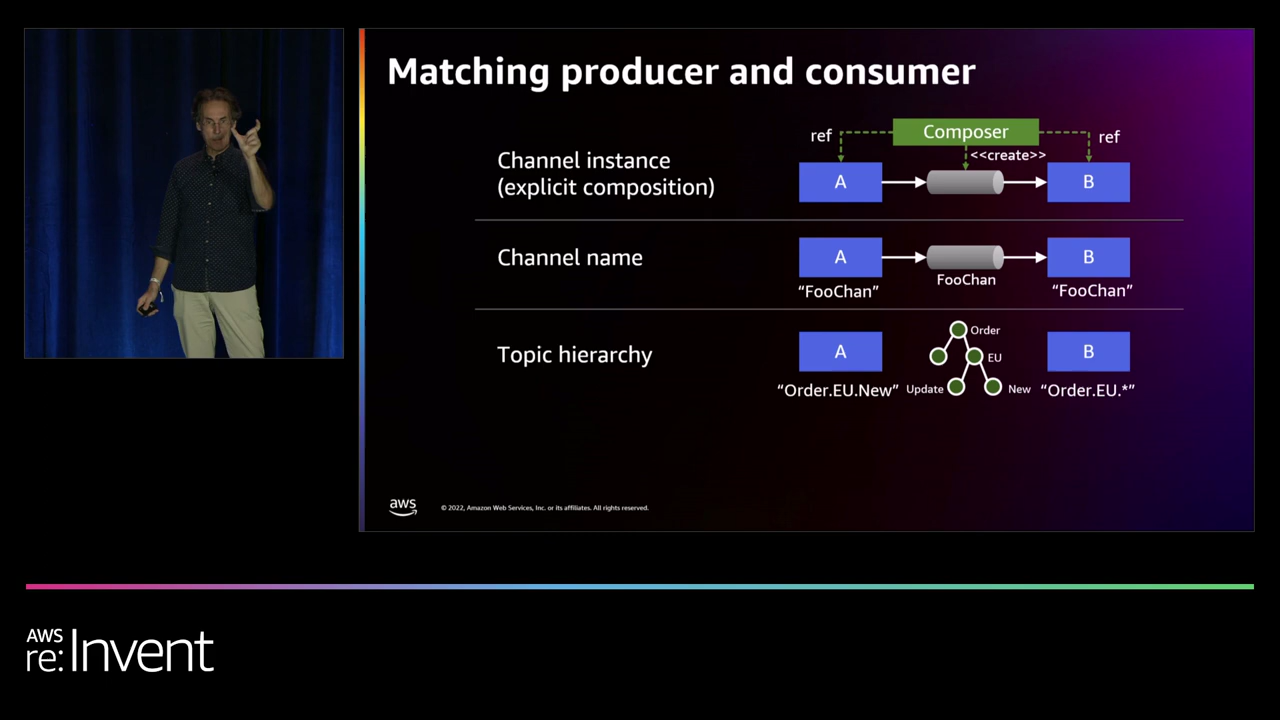 Matching producer and consumer
ref
Composer
ref
<<create>>
Channel instance
(explicit composition)
A
B
Channel name
A
B
"FooChan"
FooChan
"FooChan"
Topic hierarchy
A
Order
EU
B
"Order.EU.New"
Update
New
"Order.EU.*"
aws
© 2022, Amazon Web Services, Inc. or its affiliates. All rights reserved.
AWS
re:Invent